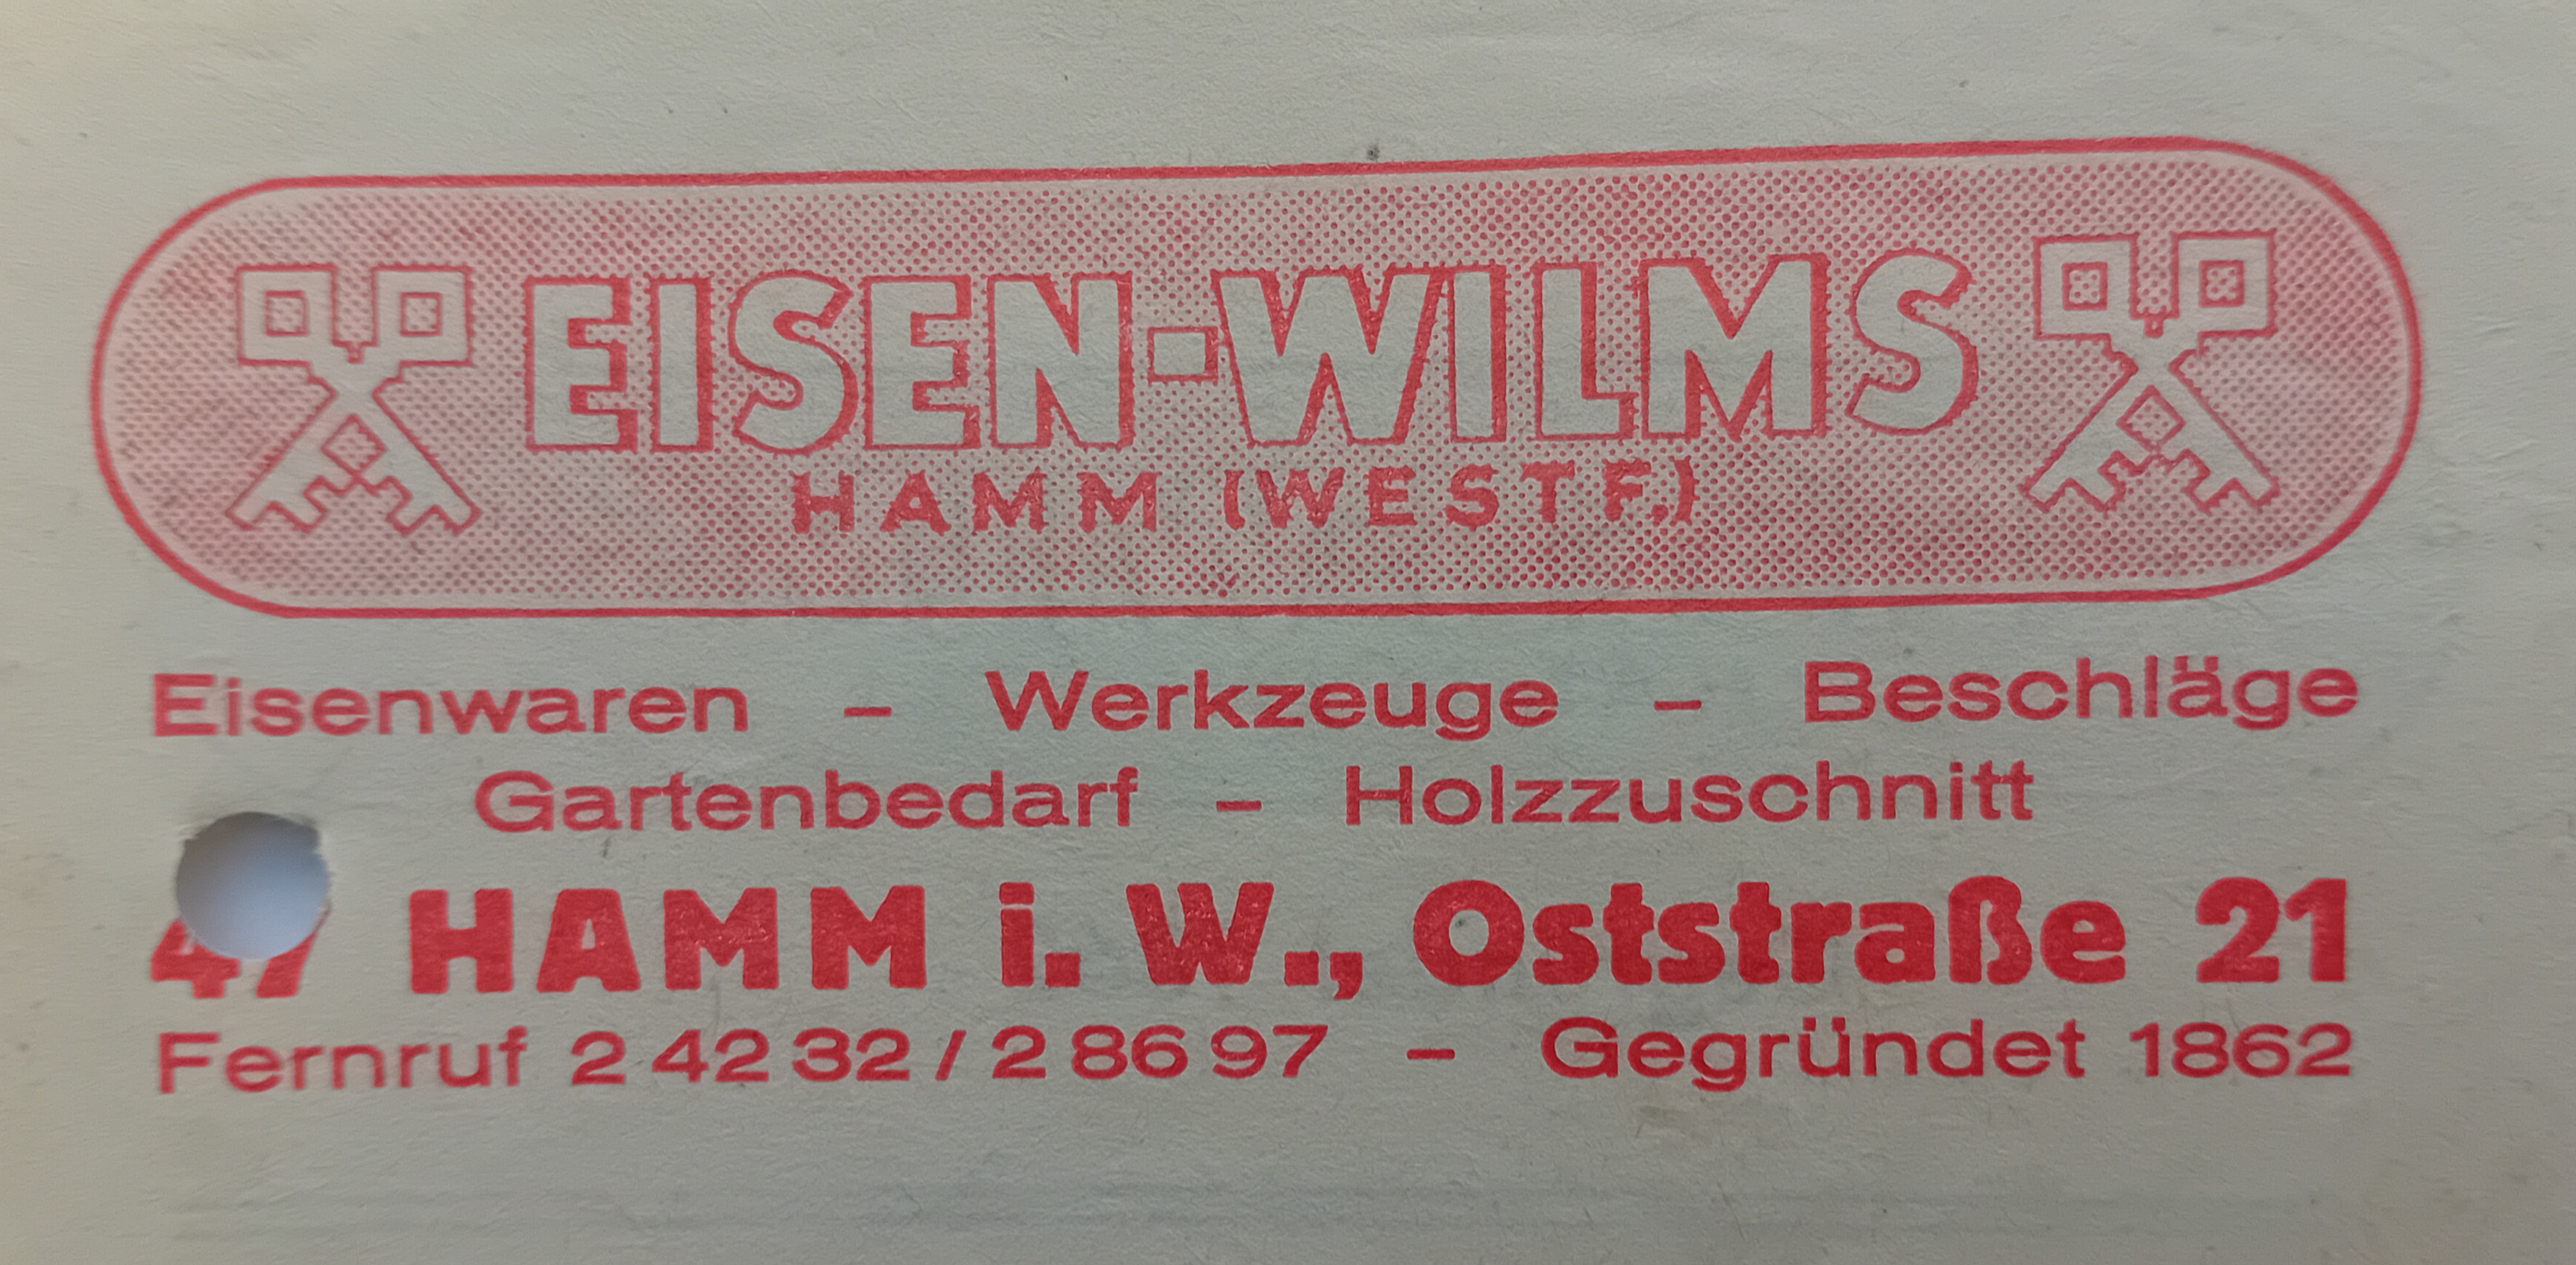 EISEN-WILMS
HAMM (WESTF.)
Eisenwaren – Werkzeuge – Beschläge
Gartenbedarf – Holzzuschnitt
47 HAMM i. W., Oststraße 21
Fernruf 2 42 32 / 2 86 97 – Gegründet 1862